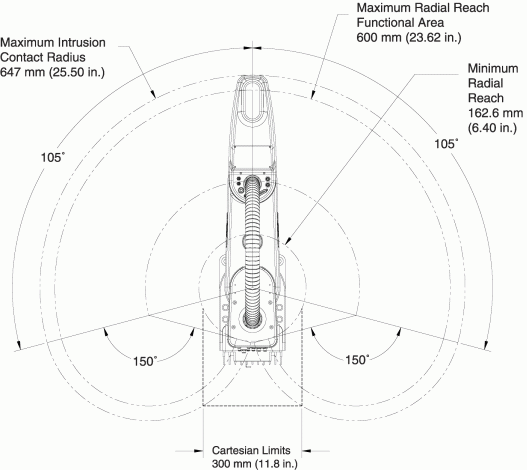 Maximum Radial Reach
Functional Area
600 mm (23.62 in.)
Maximum Intrusion
Contact Radius
647 mm (25.50 in.)
Minimum
Radial
Reach
162.6 mm
(6.40 in.)
105°
105°
150°
150°
Cartesian Limits
300 mm (11.8 in.)